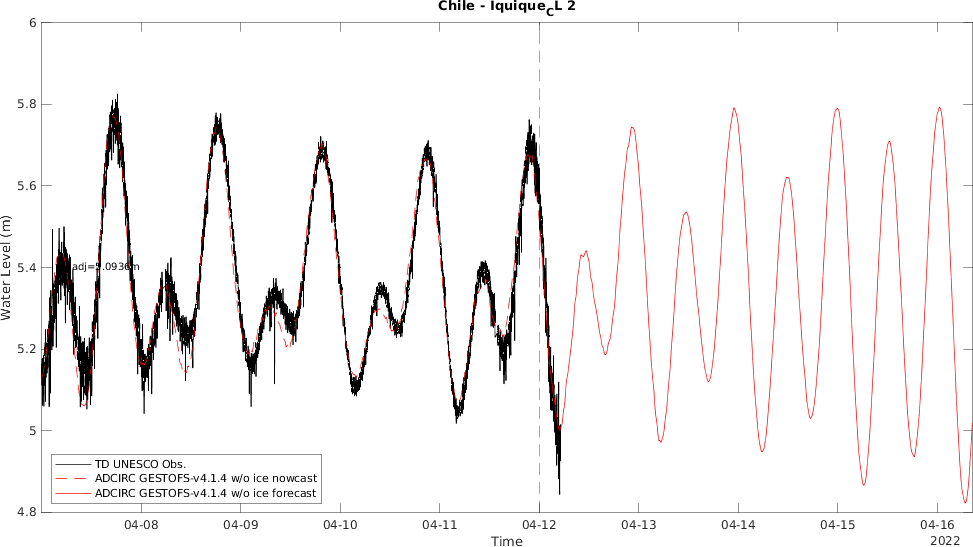 Chile - Iquique_CL 2
6
5.8
5.6
5.4
5.2
5
4.8
Water Level (m)
adj=5.0936m
TD UNESCO Obs.
ADCIRC GESTOFS-v4.1.4 w/o ice nowcast
ADCIRC GESTOFS-v4.1.4 w/o ice forecast
04-08 04-09 04-10 04-11 04-12 04-13 04-14 04-15 04-16
Time
2022